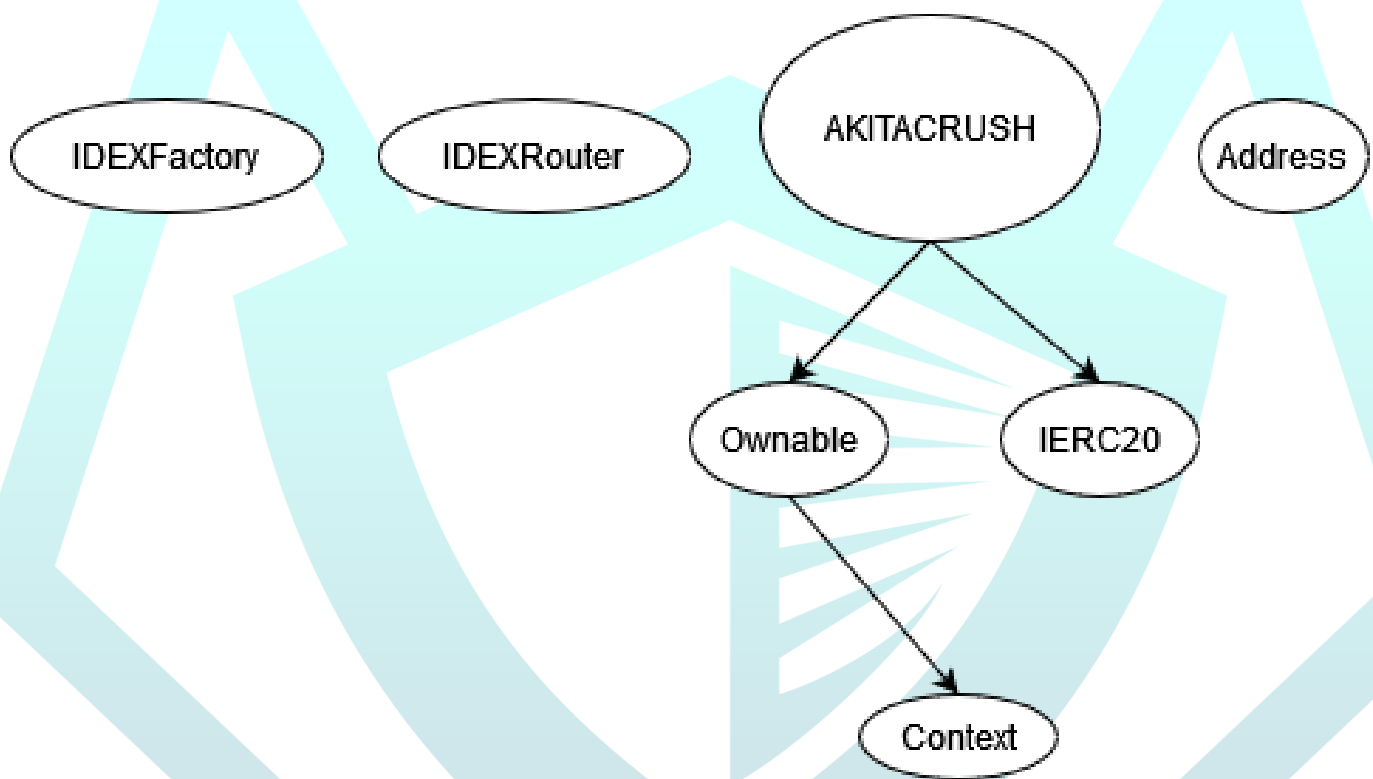 IDEXFactory
IDEXRouter
AKITACRUSH
Address
Ownable
IERC20
Context